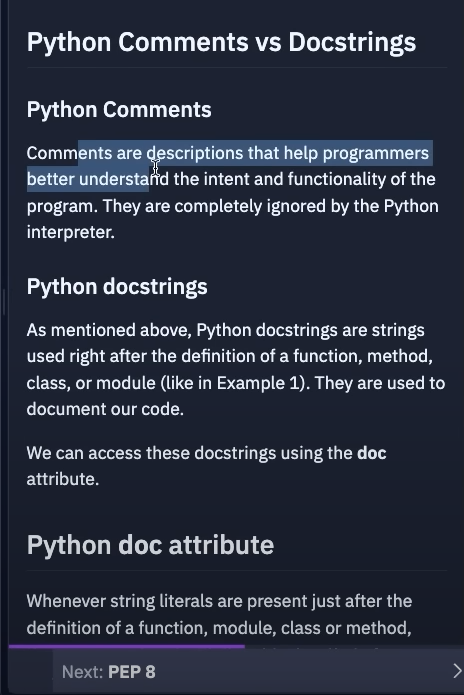 Python Comments vs Docstrings
Python Comments
Comments are descriptions that help programmers
better understand the intent and functionality of the
program. They are completely ignored by the Python
interpreter.
Python docstrings
As mentioned above, Python docstrings are strings
used right after the definition of a function, method,
class, or module (like in Example 1). They are used to
document our code.
We can access these docstrings using the doc
attribute.
Python doc attribute
Whenever string literals are present just after the
definition of a function, module, class or method,
Next: PEP 8